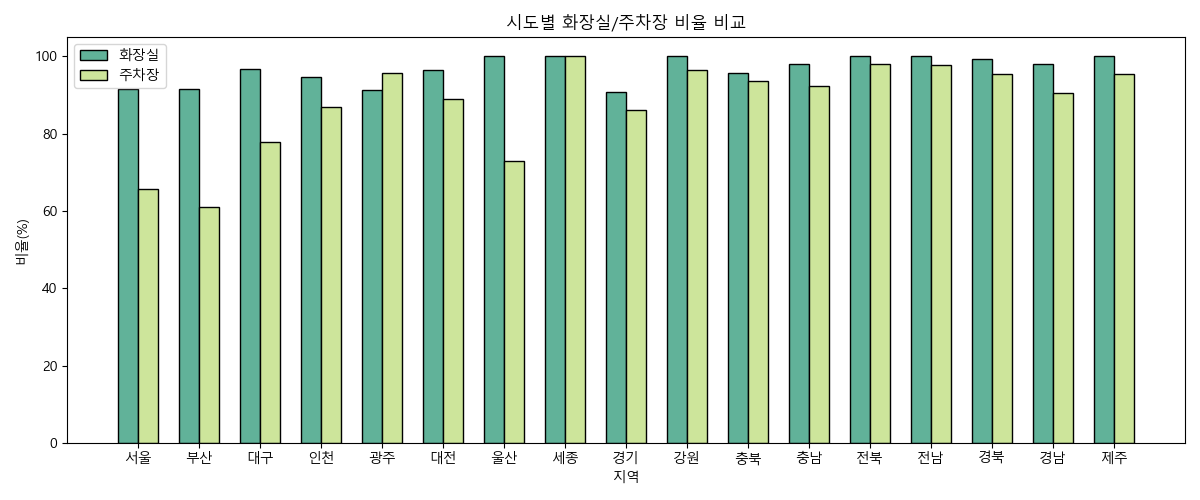 시도별 화장실/주차장 비율 비교
화장실
주차장
비율(%)
100
80
60
40
20
0
서울 부산 대구 인천 광주 대전 울산 세종 경기 강원 충북 충남 전북 전남 경북 경남 제주
지역